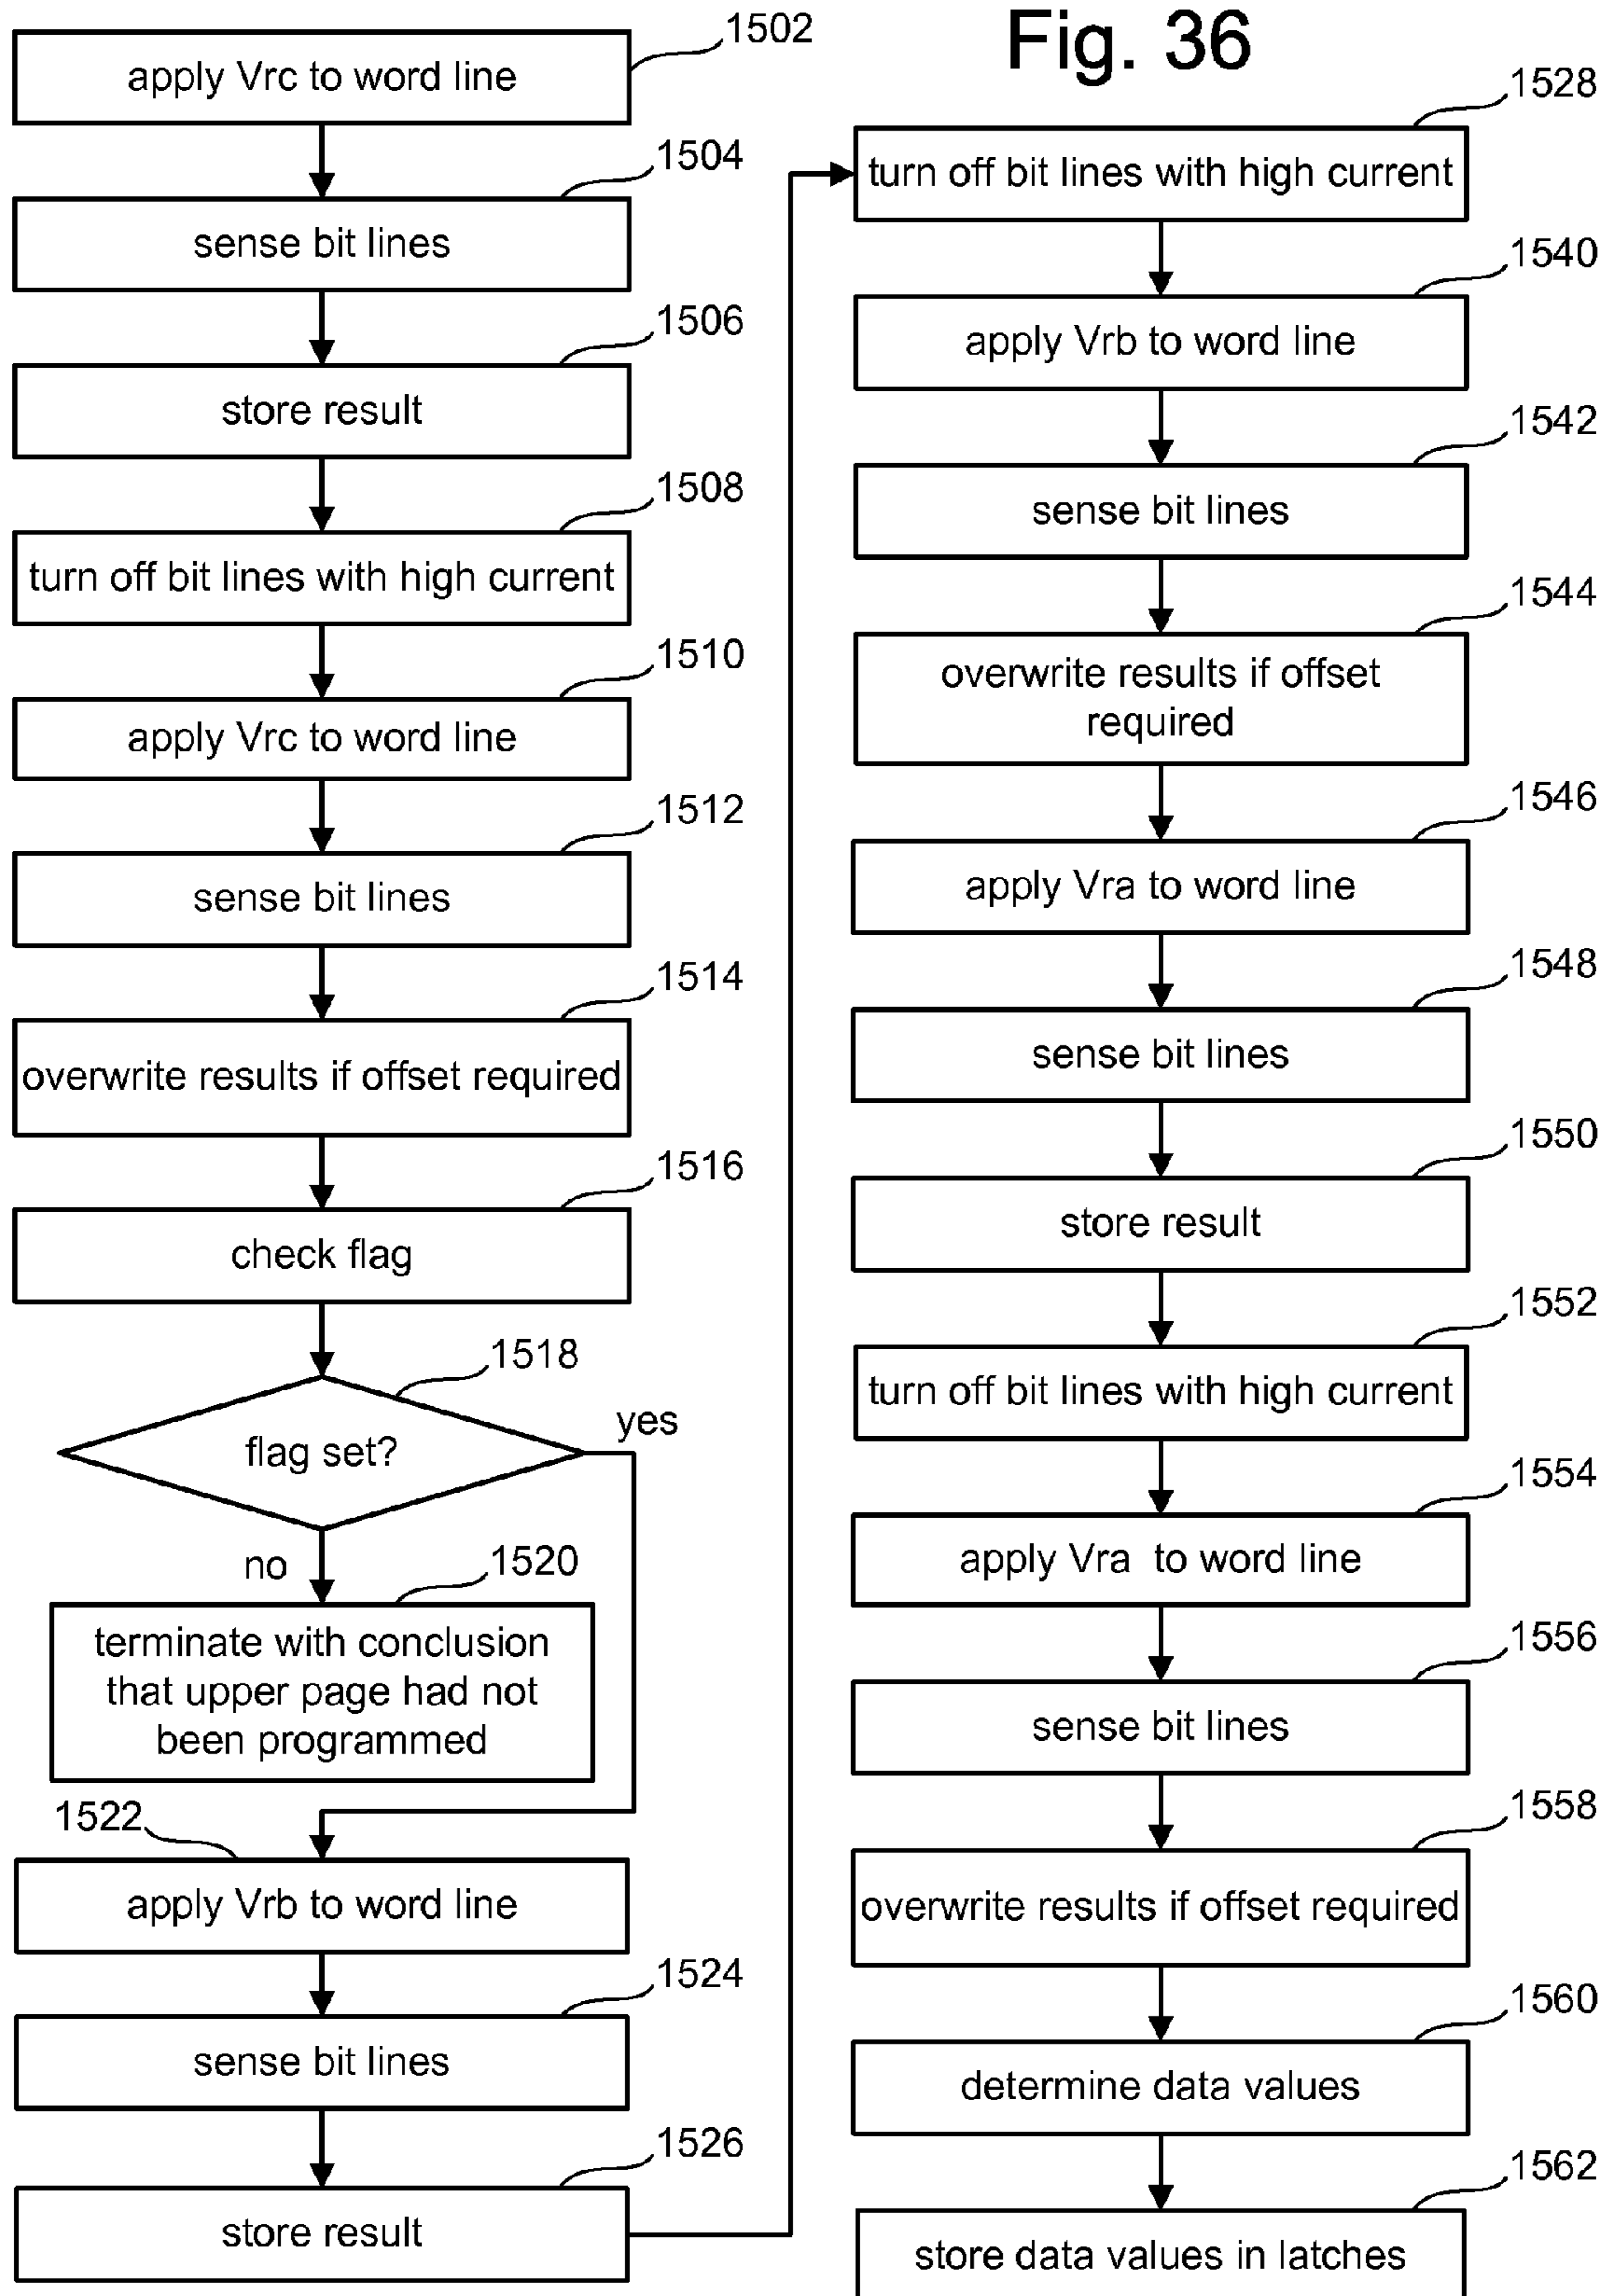 Fig. 36
1502
apply Vrc to word line
1504
sense bit lines
1506
store result
1508
turn off bit lines with high current
1510
apply Vrc to word line
1512
sense bit lines
1514
overwrite results if offset required
1516
check flag
1518
flag set?
yes
no
1520
terminate with conclusion
that upper page had not
been programmed
1522
apply Vrb to word line
1524
sense bit lines
1526
store result
1528
turn off bit lines with high current
1540
apply Vrb to word line
1542
sense bit lines
1544
overwrite results if offset
required
1546
apply Vra to word line
1548
sense bit lines
1550
store result
1552
turn off bit lines with high current
1554
apply Vra to word line
1556
sense bit lines
1558
overwrite results if offset required
1560
determine data values
1562
store data values in latches